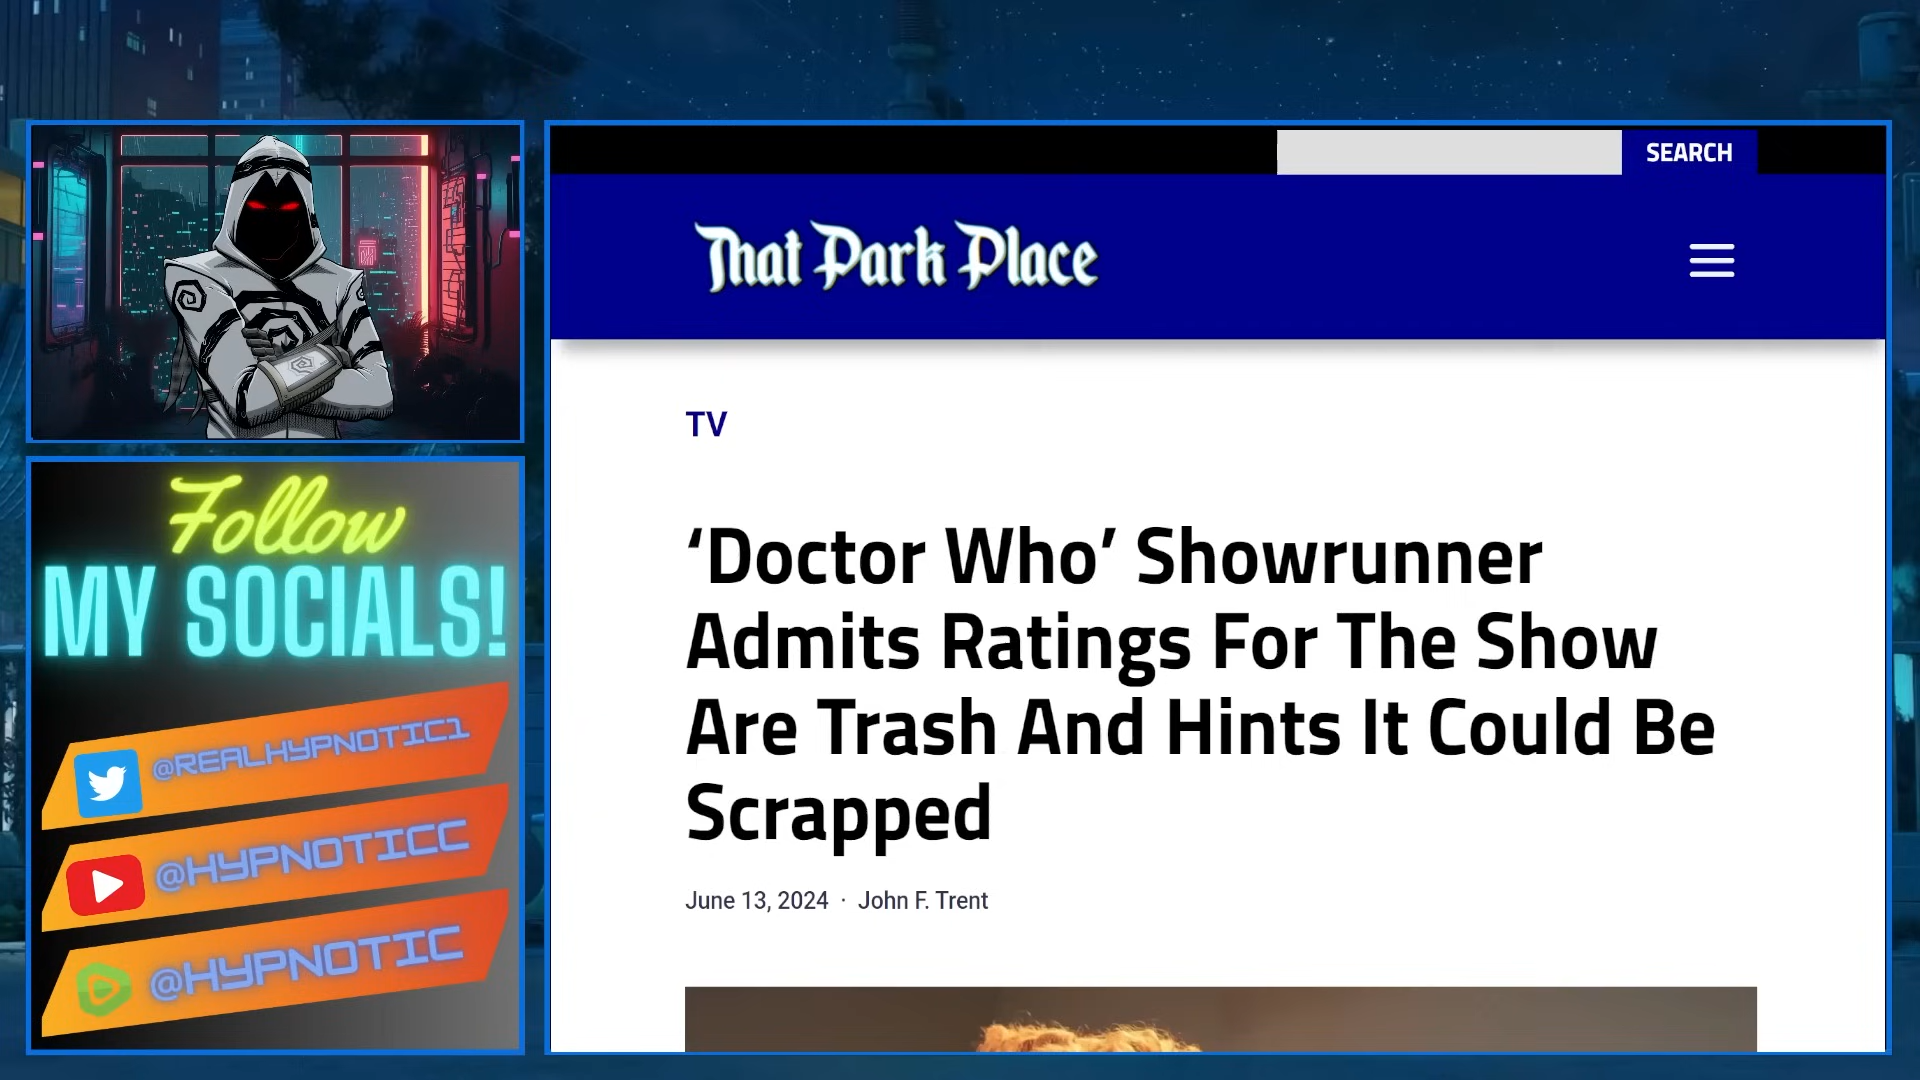 Follow
MY SOCIALS!
@REALHYPNOTIC1
@HYPNOTICC
@HYPNOTIC
SEARCH
That Park Place
TV
‘Doctor Who’ Showrunner
Admits Ratings For The Show
Are Trash And Hints It Could Be
Scrapped
June 13, 2024 · John F. Trent